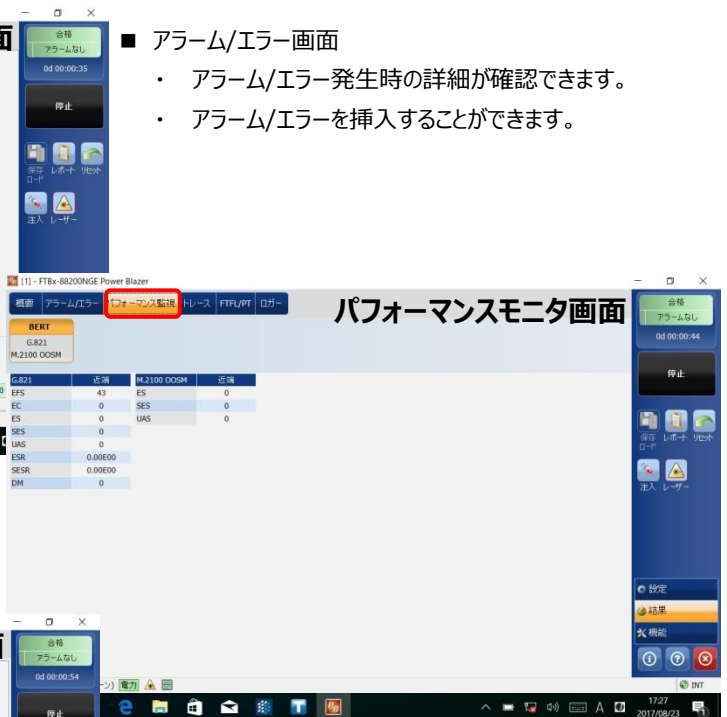 面
合格
アラームなし
0d 00:00:35
停止
保存 レポート リセット
ロード
注入 レーザー
■ アラーム/エラー画面
・ アラーム/エラー発生時の詳細が確認できます。
・ アラーム/エラーを挿入することができます。
[1] - FTBx-88200NGE Power Blazer
概要 アラーム/エラー パフォーマンス監視 トレース FTFL/PT ロガー
パフォーマンスモニタ画面
BERT
G.821
M.2100 OOSM
G.821 近端 M.2100 OOSM 近端
EFS 43 ES 0
EC 0 SES 0
ES 0 UAS 0
SES 0
UAS 0
ESR 0.00E00
SESR 0.00E00
DM 0
合格
アラームなし
0d 00:00:44
停止
保存 レポート リセット
ロード
注入 レーザー
設定
結果
機能
INT
合格
アラームなし
0d 00:00:54
停止
電力
A
17:27
2017/08/23